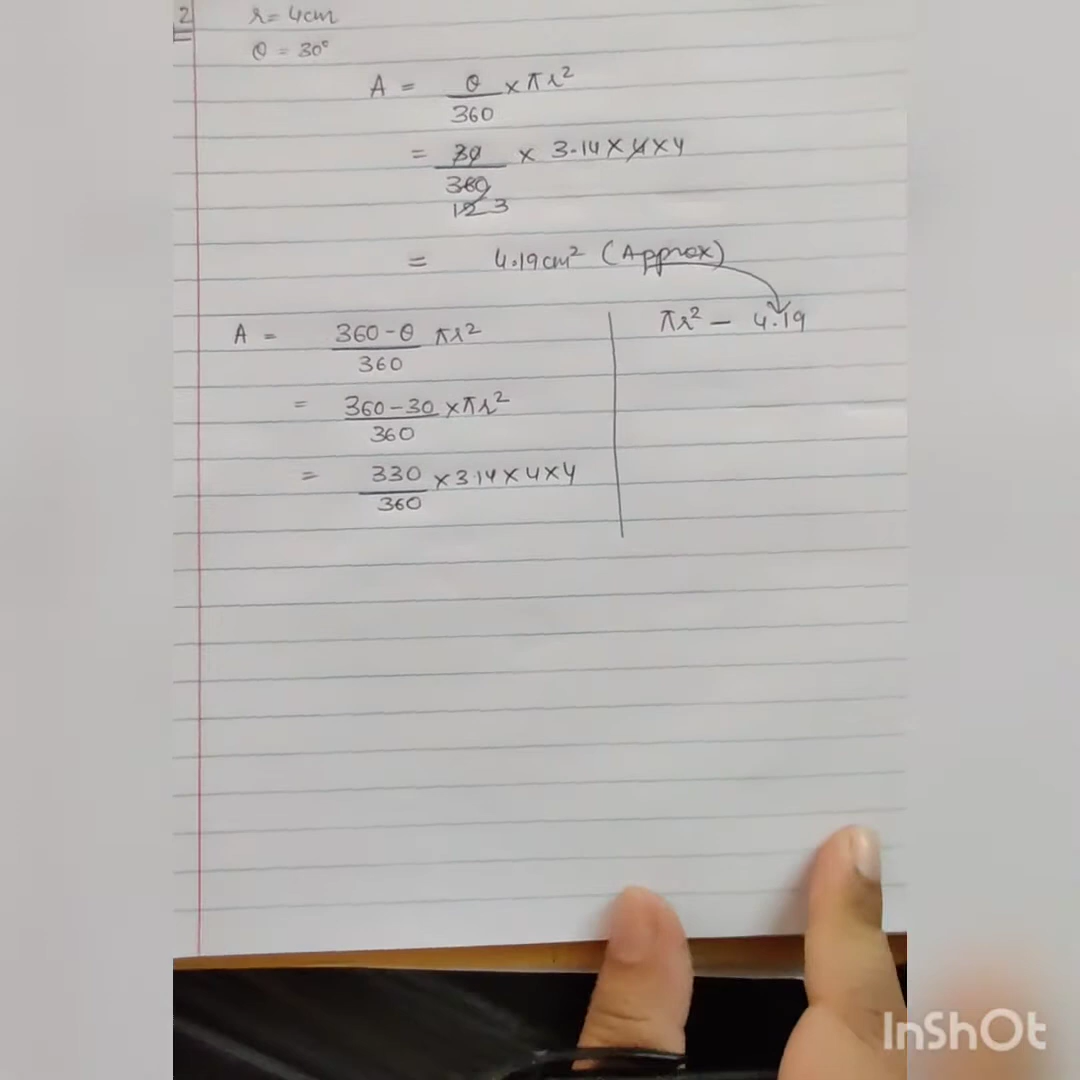 2 r = 4cm
θ = 30°
A = θ/360 × πr²
= 30/360 × 3.14 × 4 × 4
12 3
= 4.19cm² (Approx)
A = 360 - θ/360 πr²
= 360 - 30/360 × πr²
= 330/360 × 3.14 × 4 × 4
πr² - 4.19
InShOt